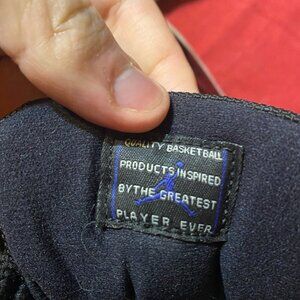 QUALITY BASKETBALL
PRODUCTS INSPIRED
BY THE GREATEST
PLAYER EVER